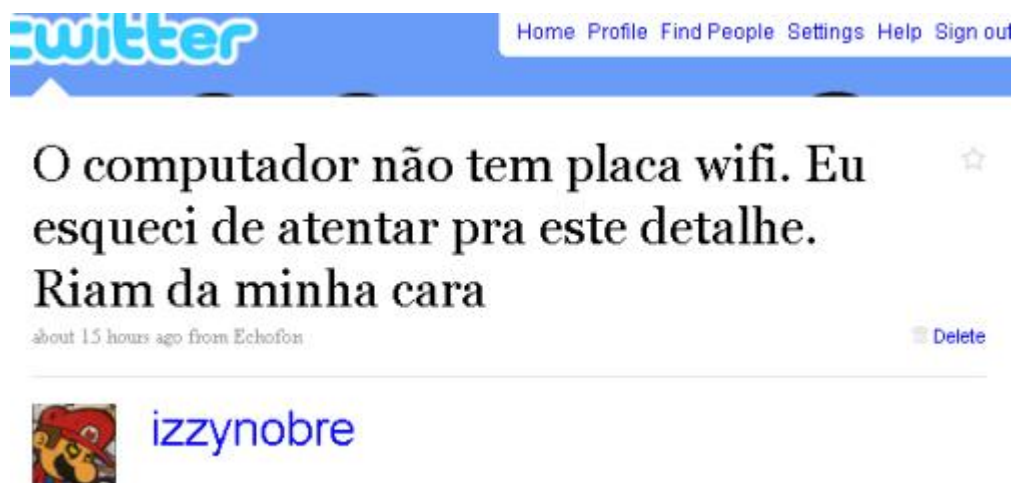 twitter
Home Profile Find People Settings Help Sign out
O computador não tem placa wifi. Eu
esqueci de atentar pra este detalhe.
Riam da minha cara
about 15 hours ago from Echofon
Delete
izzynobre